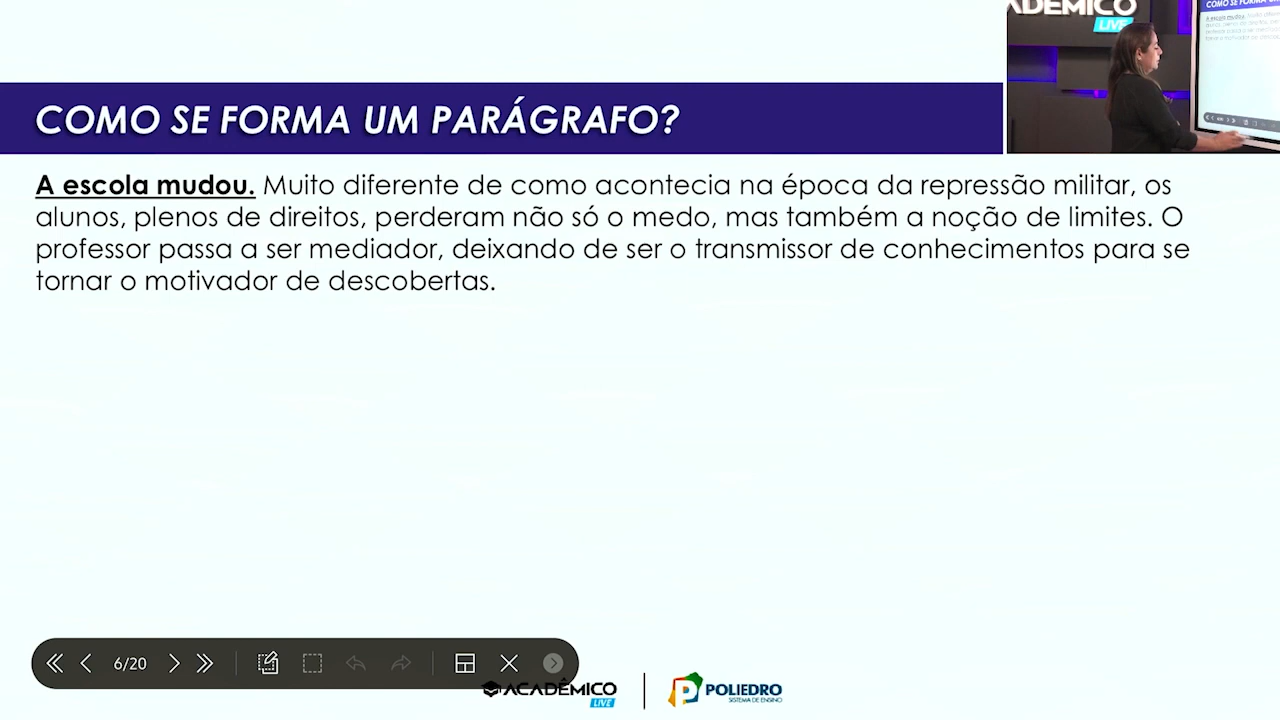 ADÊMICO
LIVE
COMO SE FORMA UM PARÁGRAFO?
A escola mudou. Muito diferente de como acontecia na época da repressão militar, os
alunos, plenos de direitos, perderam não só o medo, mas também a noção de limites. O
professor passa a ser mediador, deixando de ser o transmissor de conhecimentos para se
tornar o motivador de descobertas.
6/20
ACADÊMICO
LIVE
POLIEDRO
SISTEMA DE ENSINO